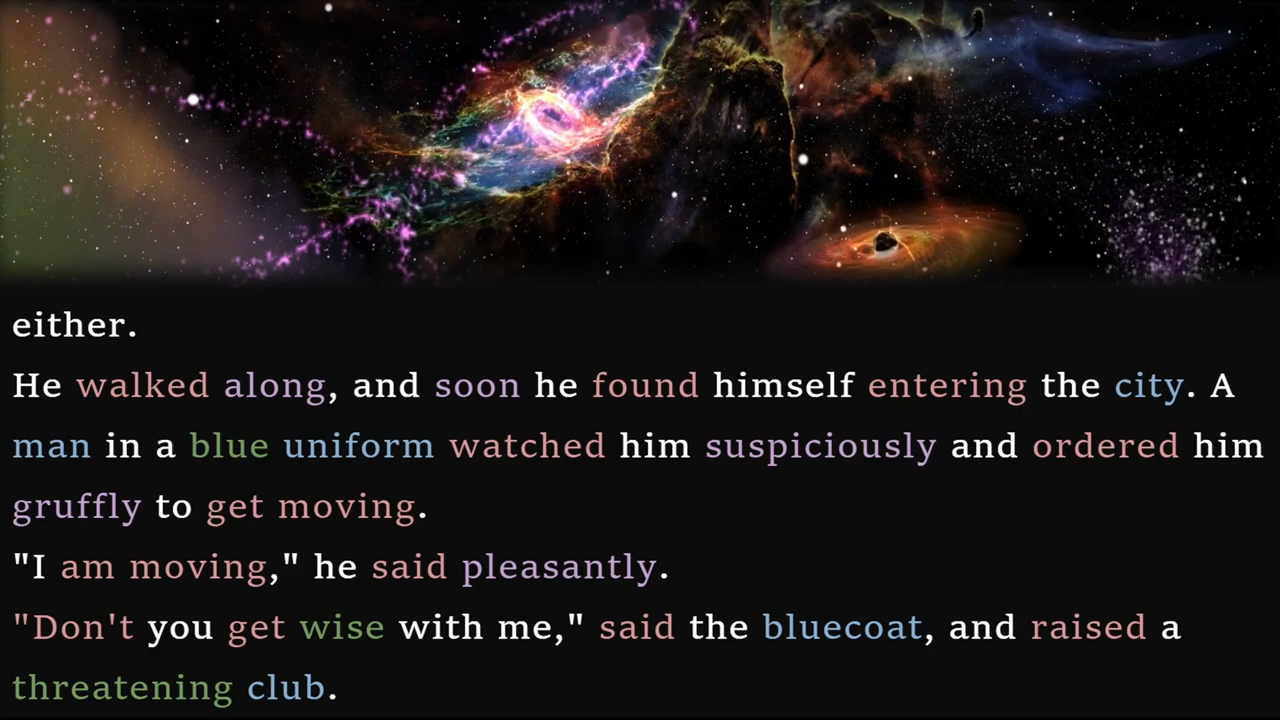 either.
He walked along, and soon he found himself entering the city. A
man in a blue uniform watched him suspiciously and ordered him
gruffly to get moving.
"I am moving," he said pleasantly.
"Don't you get wise with me," said the bluecoat, and raised a
threatening club.